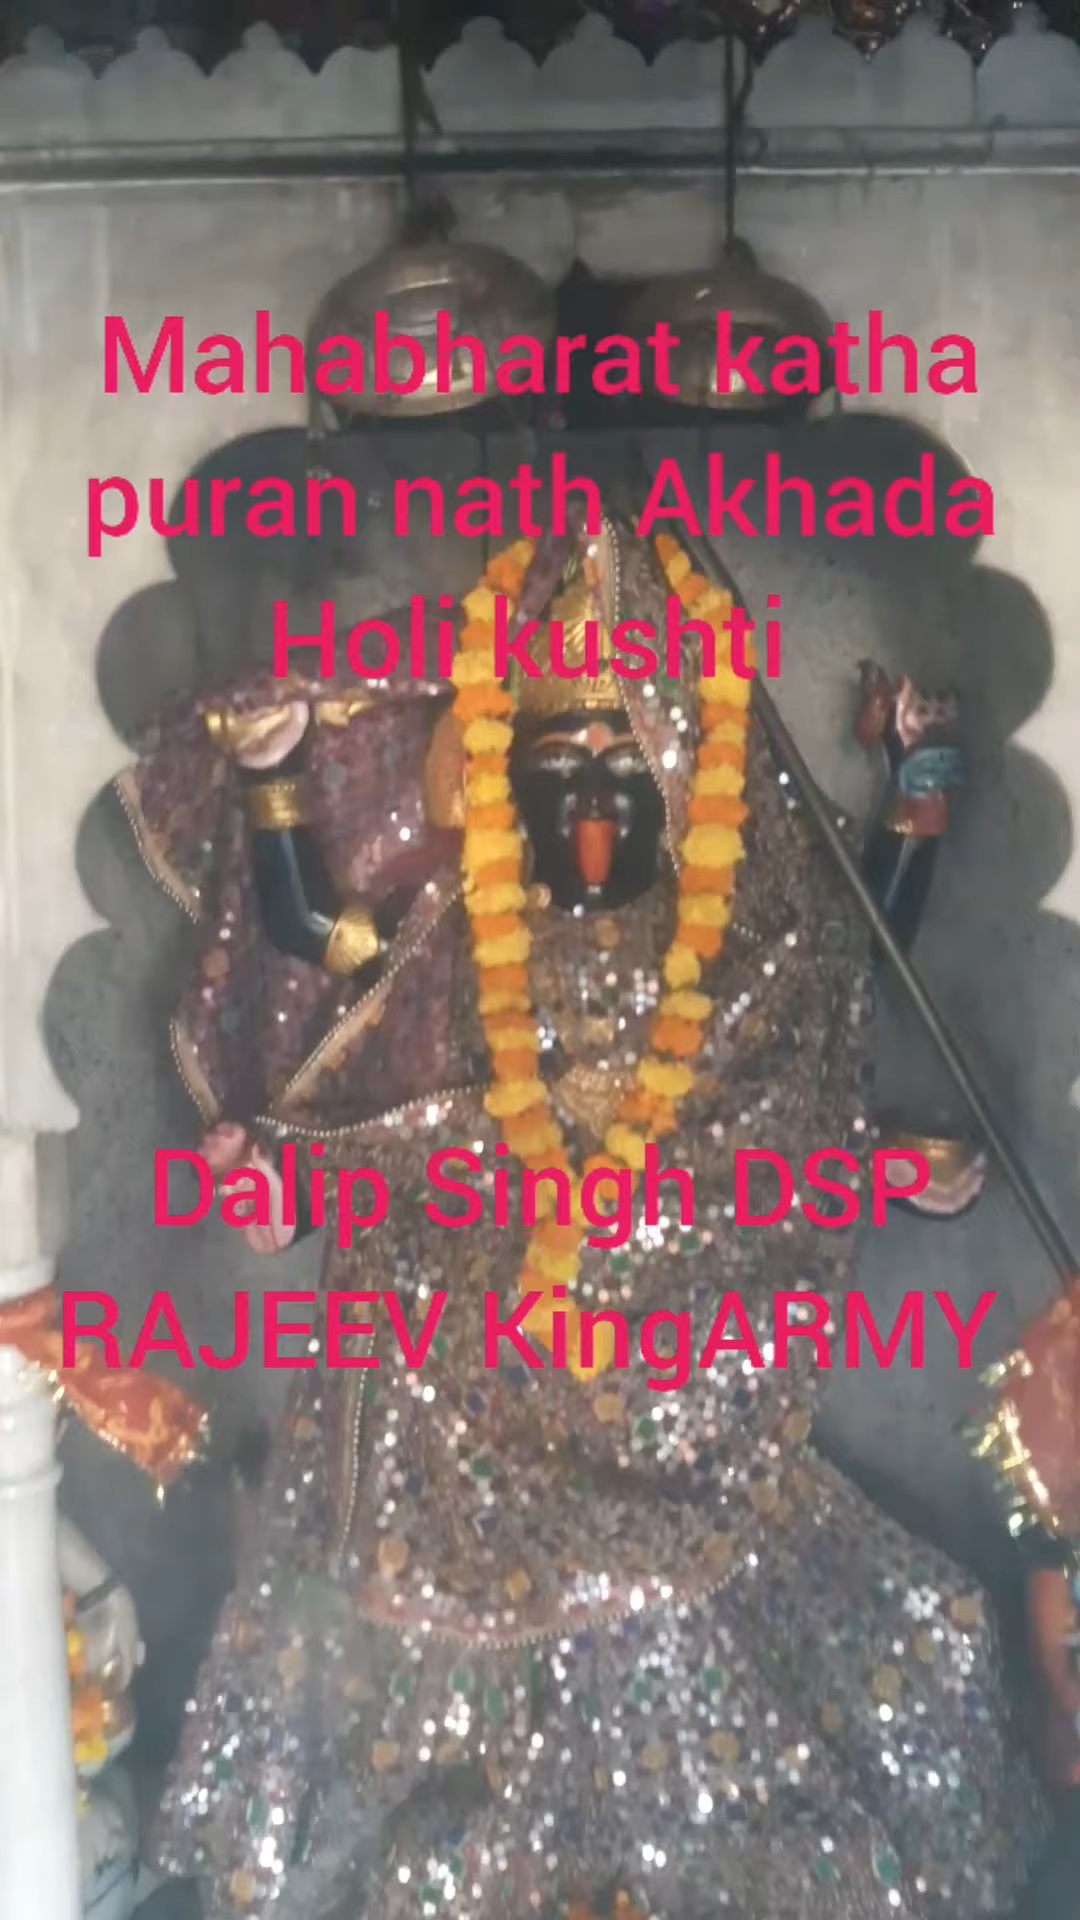 Mahabharat katha
puran nath Akhada
Holi kushti
Dalip Singh DSP
RAJEEV KingARMY